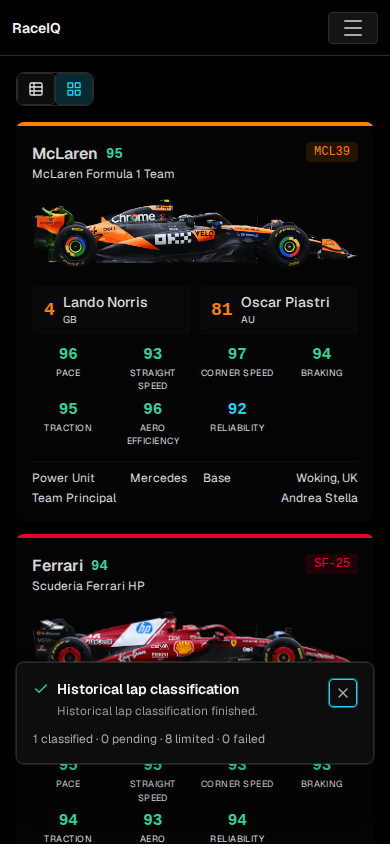 RaceIQ
McLaren 95
MCL39
McLaren Formula 1 Team
Chrome
VELO
4 Lando Norris
GB
81 Oscar Piastri
AU
96 93 97 94
PACE STRAIGHT SPEED CORNER SPEED BRAKING
95 96 92
TRACTION AERO EFFICIENCY RELIABILITY
Power Unit Mercedes Base Woking, UK
Team Principal Andrea Stella
Ferrari 94
SF-25
Scuderia Ferrari HP
hp
Historical lap classification
Historical lap classification finished.
1 classified · 0 pending · 8 limited · 0 failed
95 95 93 93
PACE STRAIGHT SPEED CORNER SPEED BRAKING
94 93 94
TRACTION AERO RELIABILITY